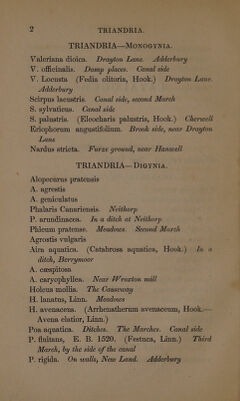 2 TRIANDRIA.
TRIANDRIA—MONOGYNIA.
Valeriana dioica. Drayton Lane. Adderbury
V. officinalis. Damp places. Canal side
V. Locusta (Fedia olitoria, Hook.) Drayton Lane.
Adderbury
Scirpus lacustris. Canal side, second March
S. sylvaticus. Canal side
S. palustris. (Eleocharis palustris, Hook.) Cherwell
Eriophorum angustifolium. Brook side, near Drayton
Lane
Nardus stricta. Furze ground, near Hanwell
TRIANDRIA—DIGYNIA.
Alopecurus pratensis
A. agrestis
A. geniculatus
Phalaris Canariensis. Neithorp
P. arundinacea. In a ditch at Neithorp
Phleum pratense. Meadows. Second March
Agrostis vulgaris
Aira aquatica. (Catabrosa aquatica, Hook.) In a
ditch, Berrymoor
A. cæspitosa
A. caryophyllea. Near Wroxton mill
Holcus mollis. The Causeway
H. lanatus, Linn. Meadows
H. avenaceus. (Arrhenatherum avenaceum, Hook.—
Avena elatior, Linn.)
Poa aquatica. Ditches. The Marches. Canal side
P. fluitans, E. B. 1520. (Festuca, Linn.) Third
March, by the side of the canal
P. rigida. On walls, New Land. Adderbury